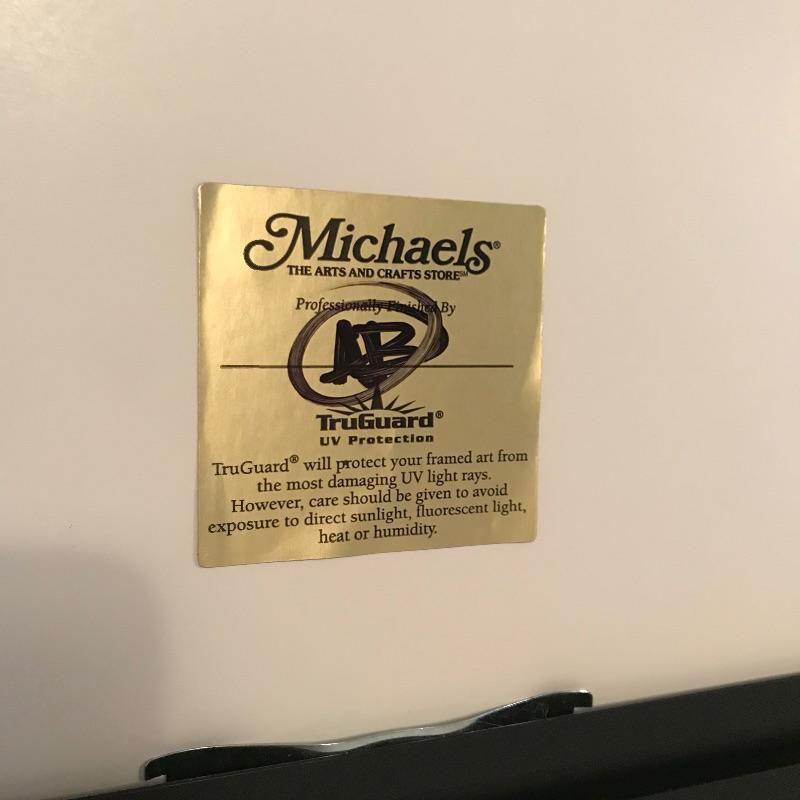 Michaels®
THE ARTS AND CRAFTS STORE℠
Professionally Finished By
AB
TruGuard®
UV Protection
TruGuard® will protect your framed art from
the most damaging UV light rays.
However, care should be given to avoid
exposure to direct sunlight, fluorescent light,
heat or humidity.